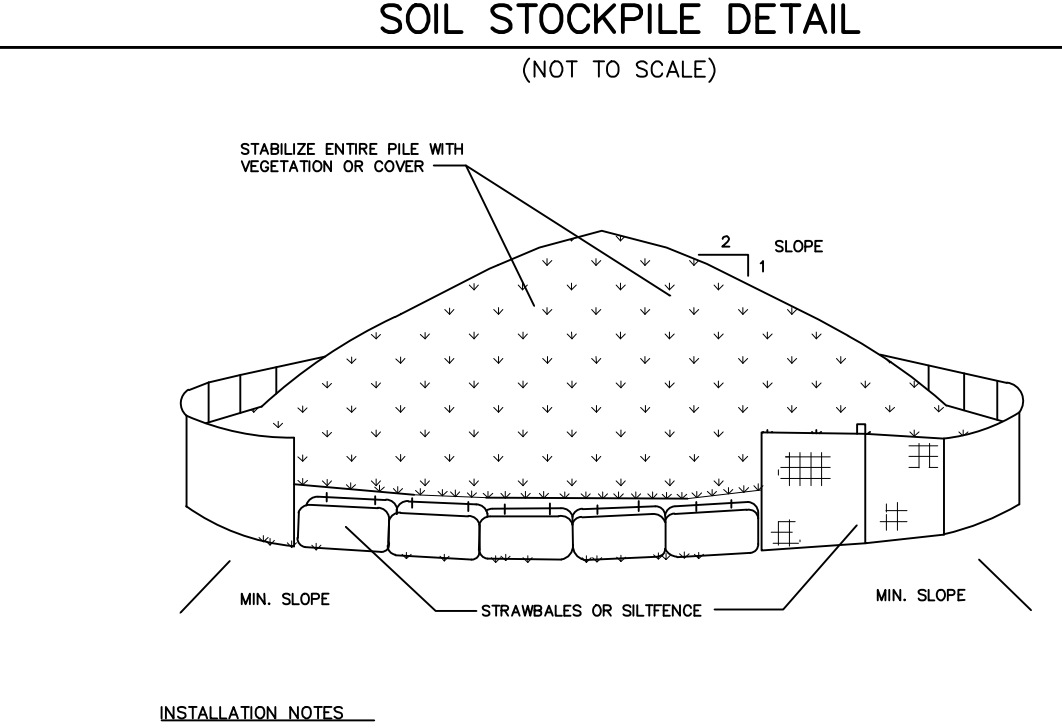 SOIL STOCKPILE DETAIL
(NOT TO SCALE)
STABILIZE ENTIRE PILE WITH
VEGETATION OR COVER
2
SLOPE
1
MIN. SLOPE
MIN. SLOPE
STRAWBALES OR SILTFENCE
INSTALLATION NOTES